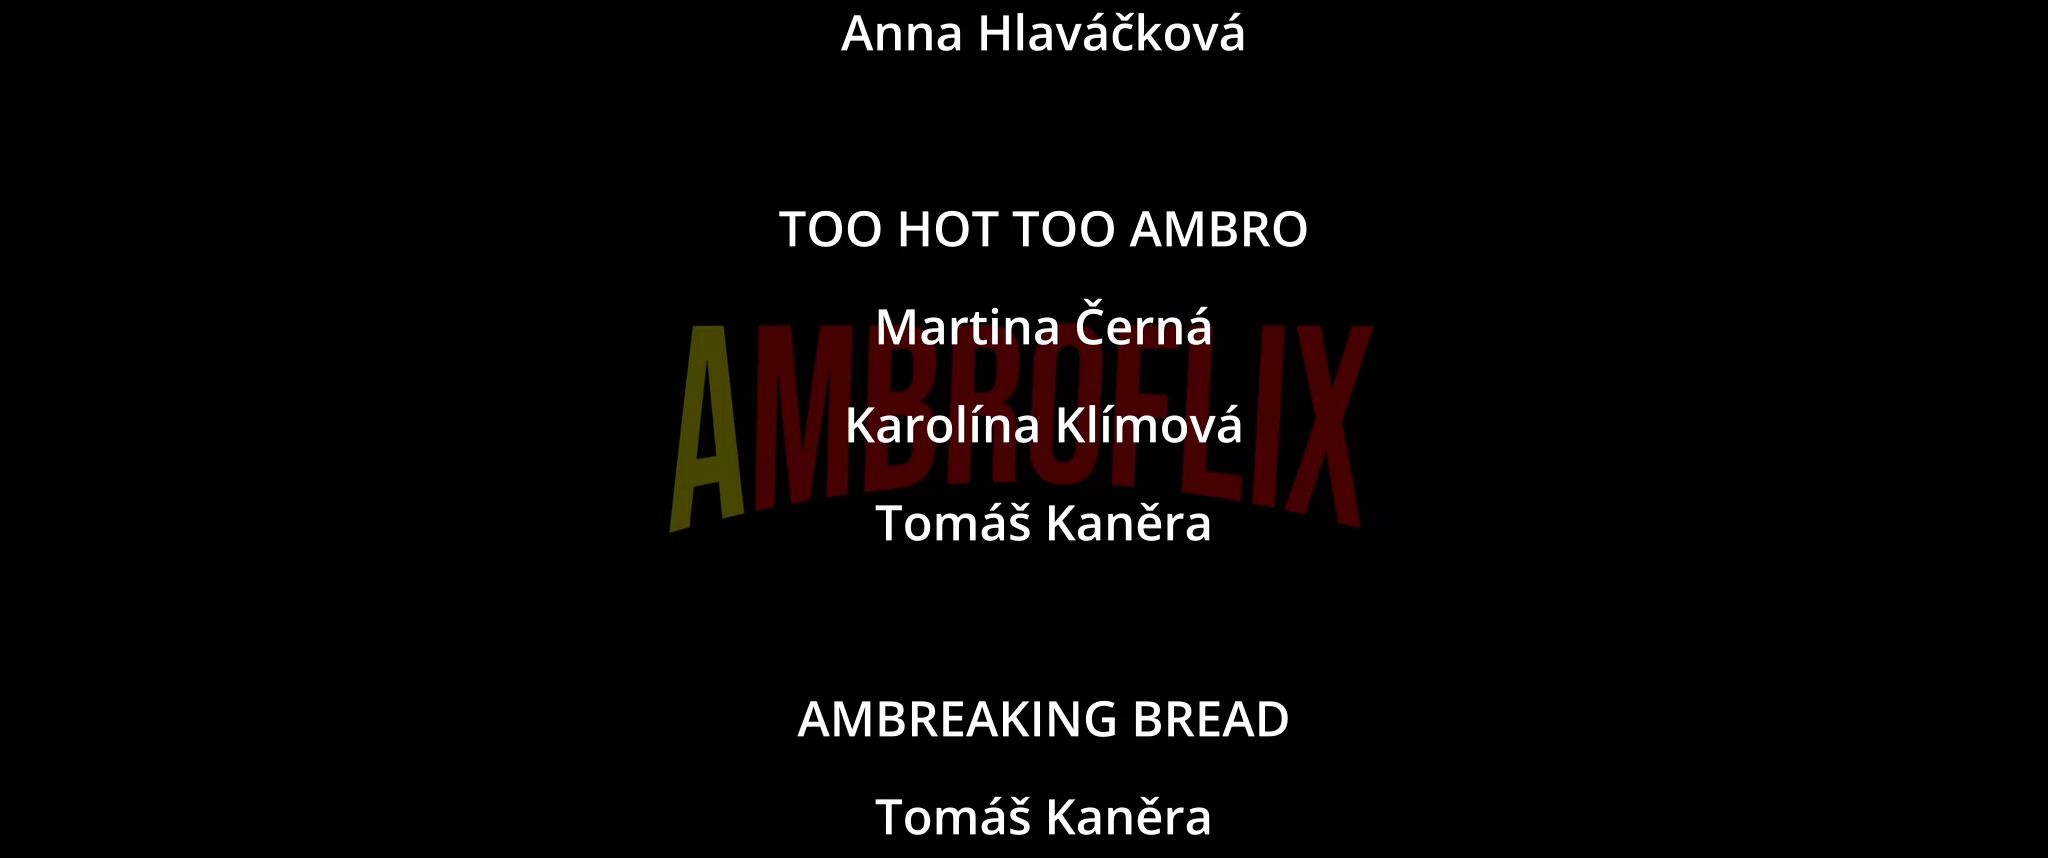 Anna Hlaváčková
TOO HOT TOO AMBRO
Martina Černá
AMBROFLIX
Karolína Klímová
Tomáš Kaněra
AMBREAKING BREAD
Tomáš Kaněra